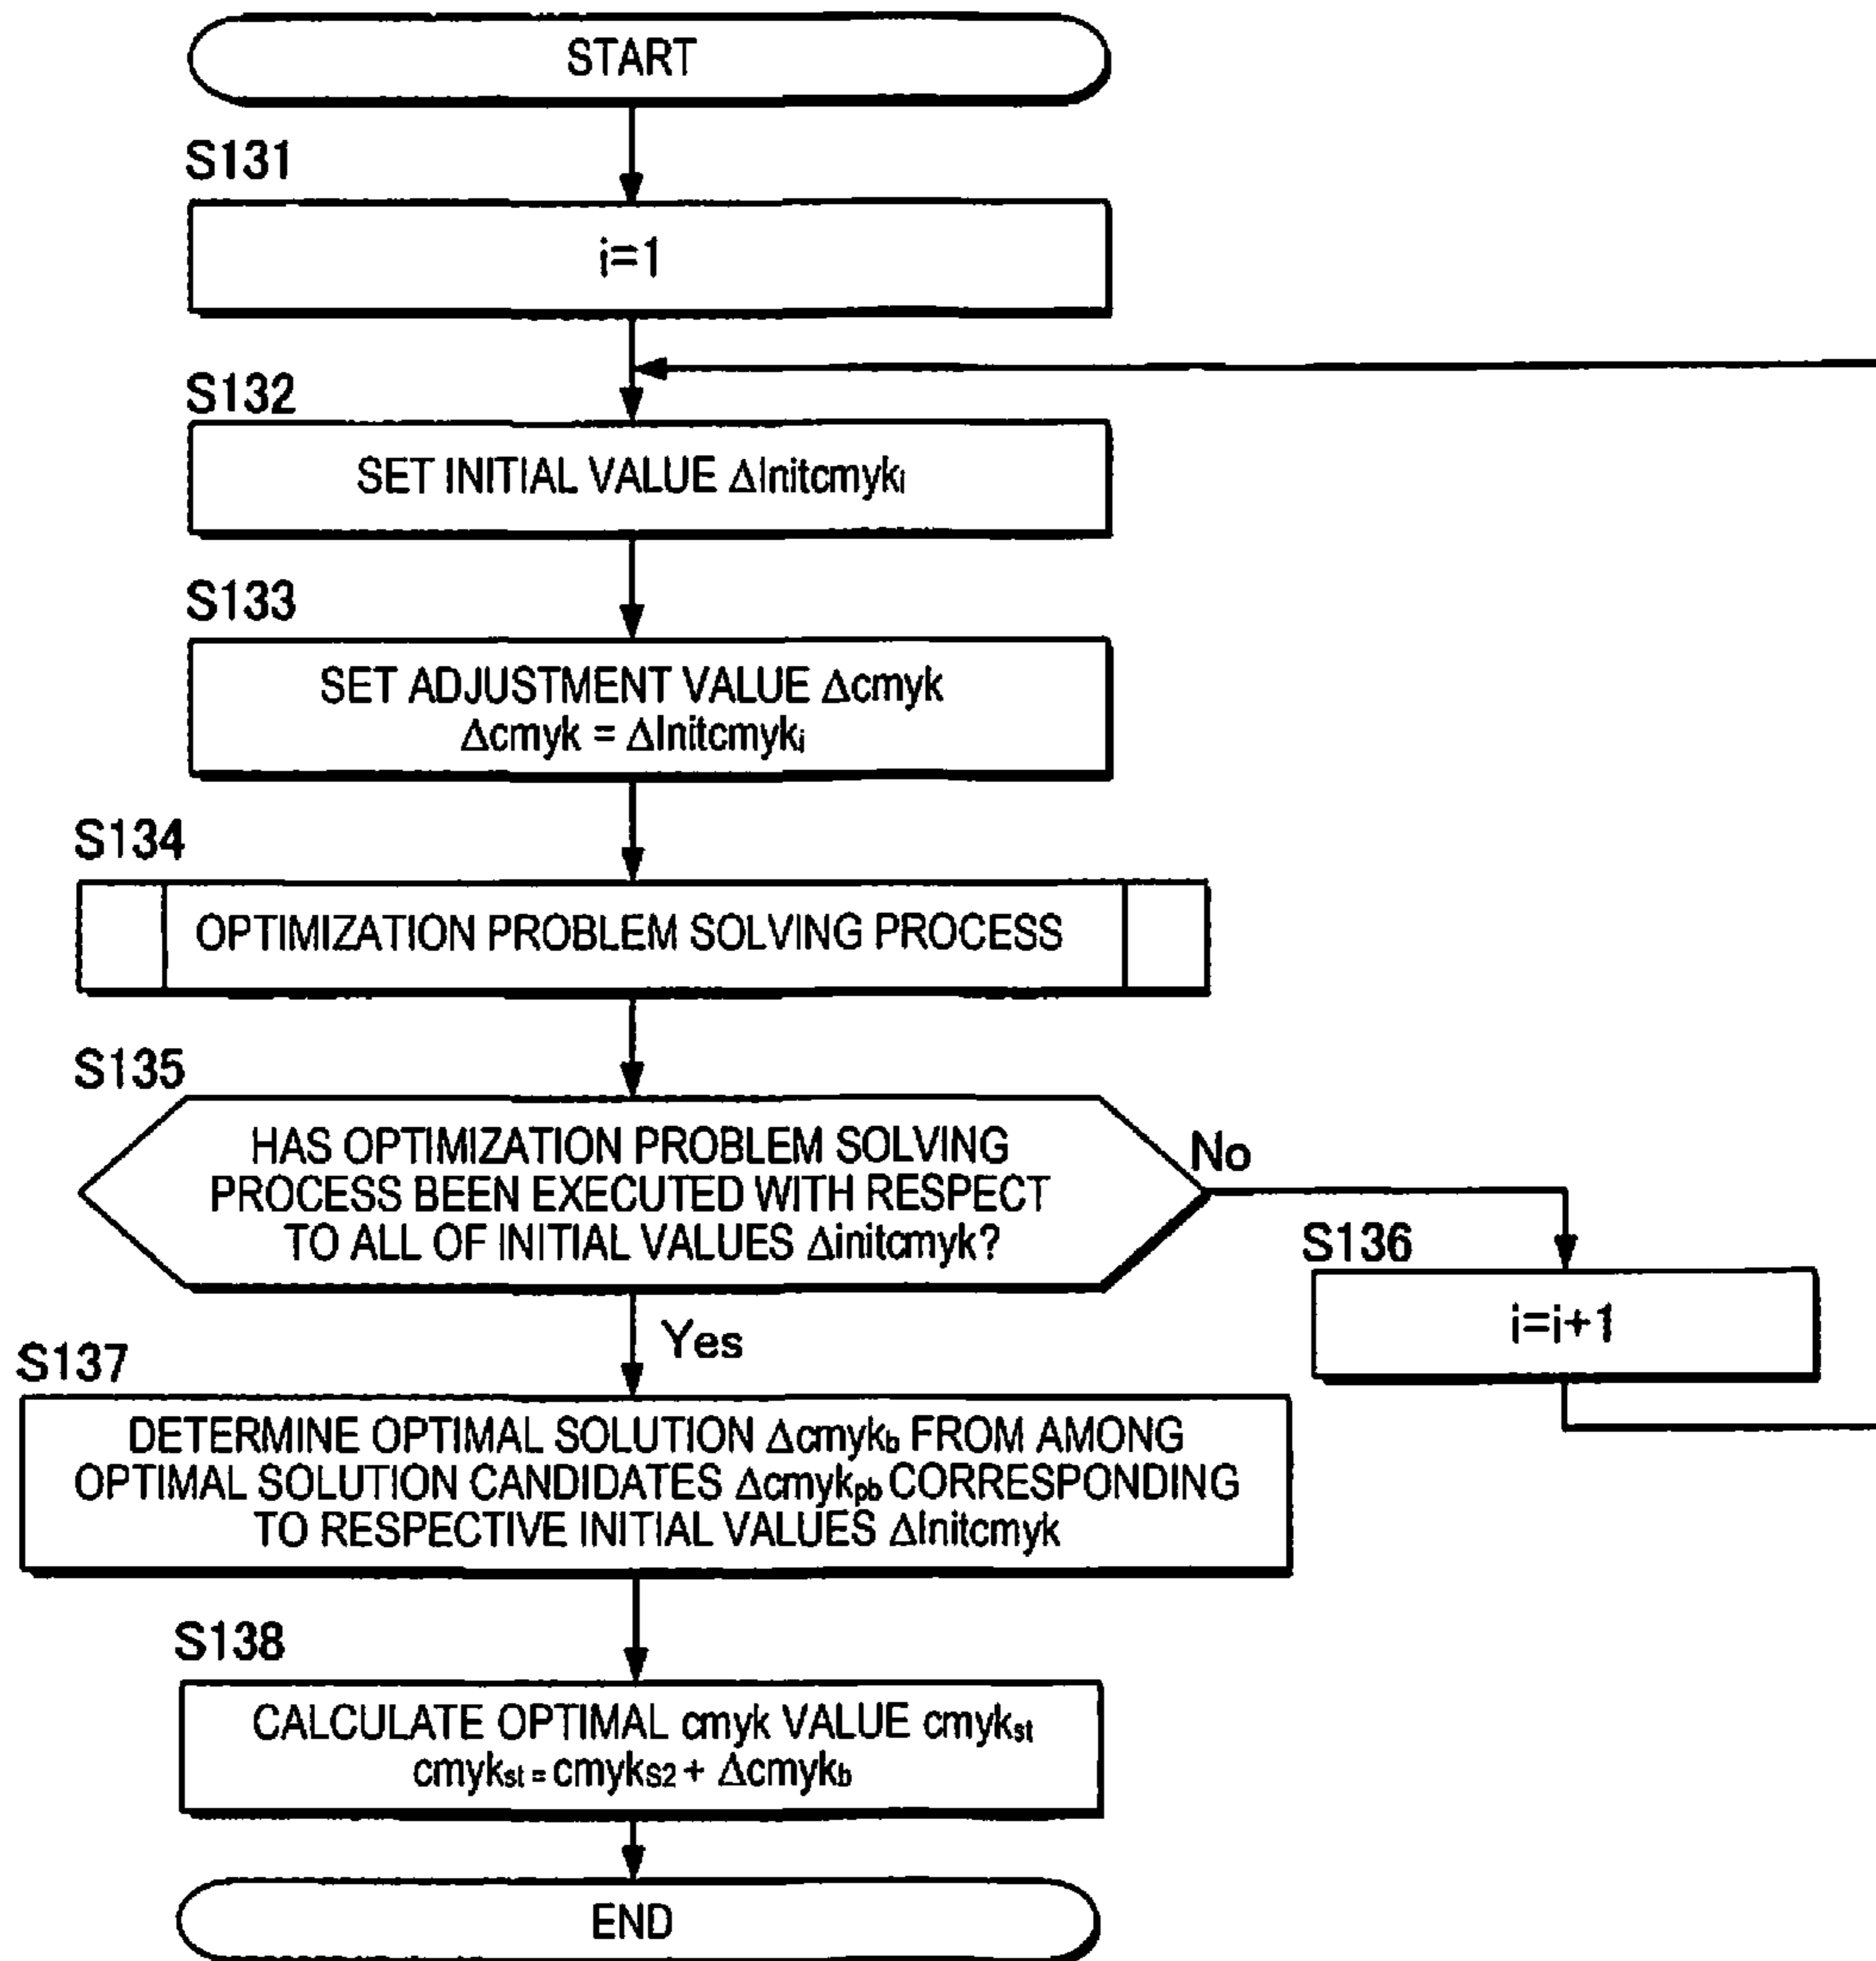 START
S131
i=1
S132
SET INITIAL VALUE ΔInitcmykᵢ
S133
SET ADJUSTMENT VALUE Δcmyk
Δcmyk = ΔInitcmykᵢ
S134
OPTIMIZATION PROBLEM SOLVING PROCESS
S135
HAS OPTIMIZATION PROBLEM SOLVING
PROCESS BEEN EXECUTED WITH RESPECT
TO ALL OF INITIAL VALUES Δinitcmyk?
No
S136
i=i+1
Yes
S137
DETERMINE OPTIMAL SOLUTION Δcmykb FROM AMONG
OPTIMAL SOLUTION CANDIDATES Δcmykpb CORRESPONDING
TO RESPECTIVE INITIAL VALUES ΔInitcmyk
S138
CALCULATE OPTIMAL cmyk VALUE cmykst
cmykst = cmykS2 + Δcmykb
END